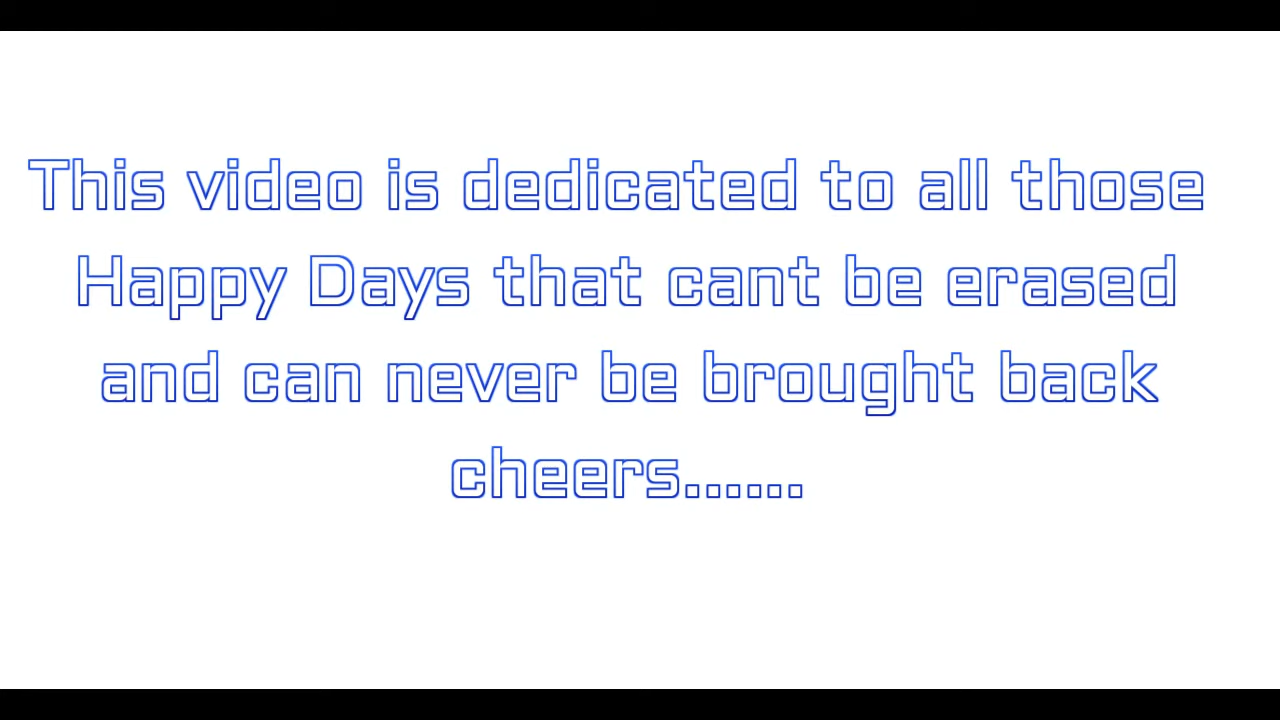 This video is dedicated to all those
Happy Days that cant be erased
and can never be brought back
cheers......